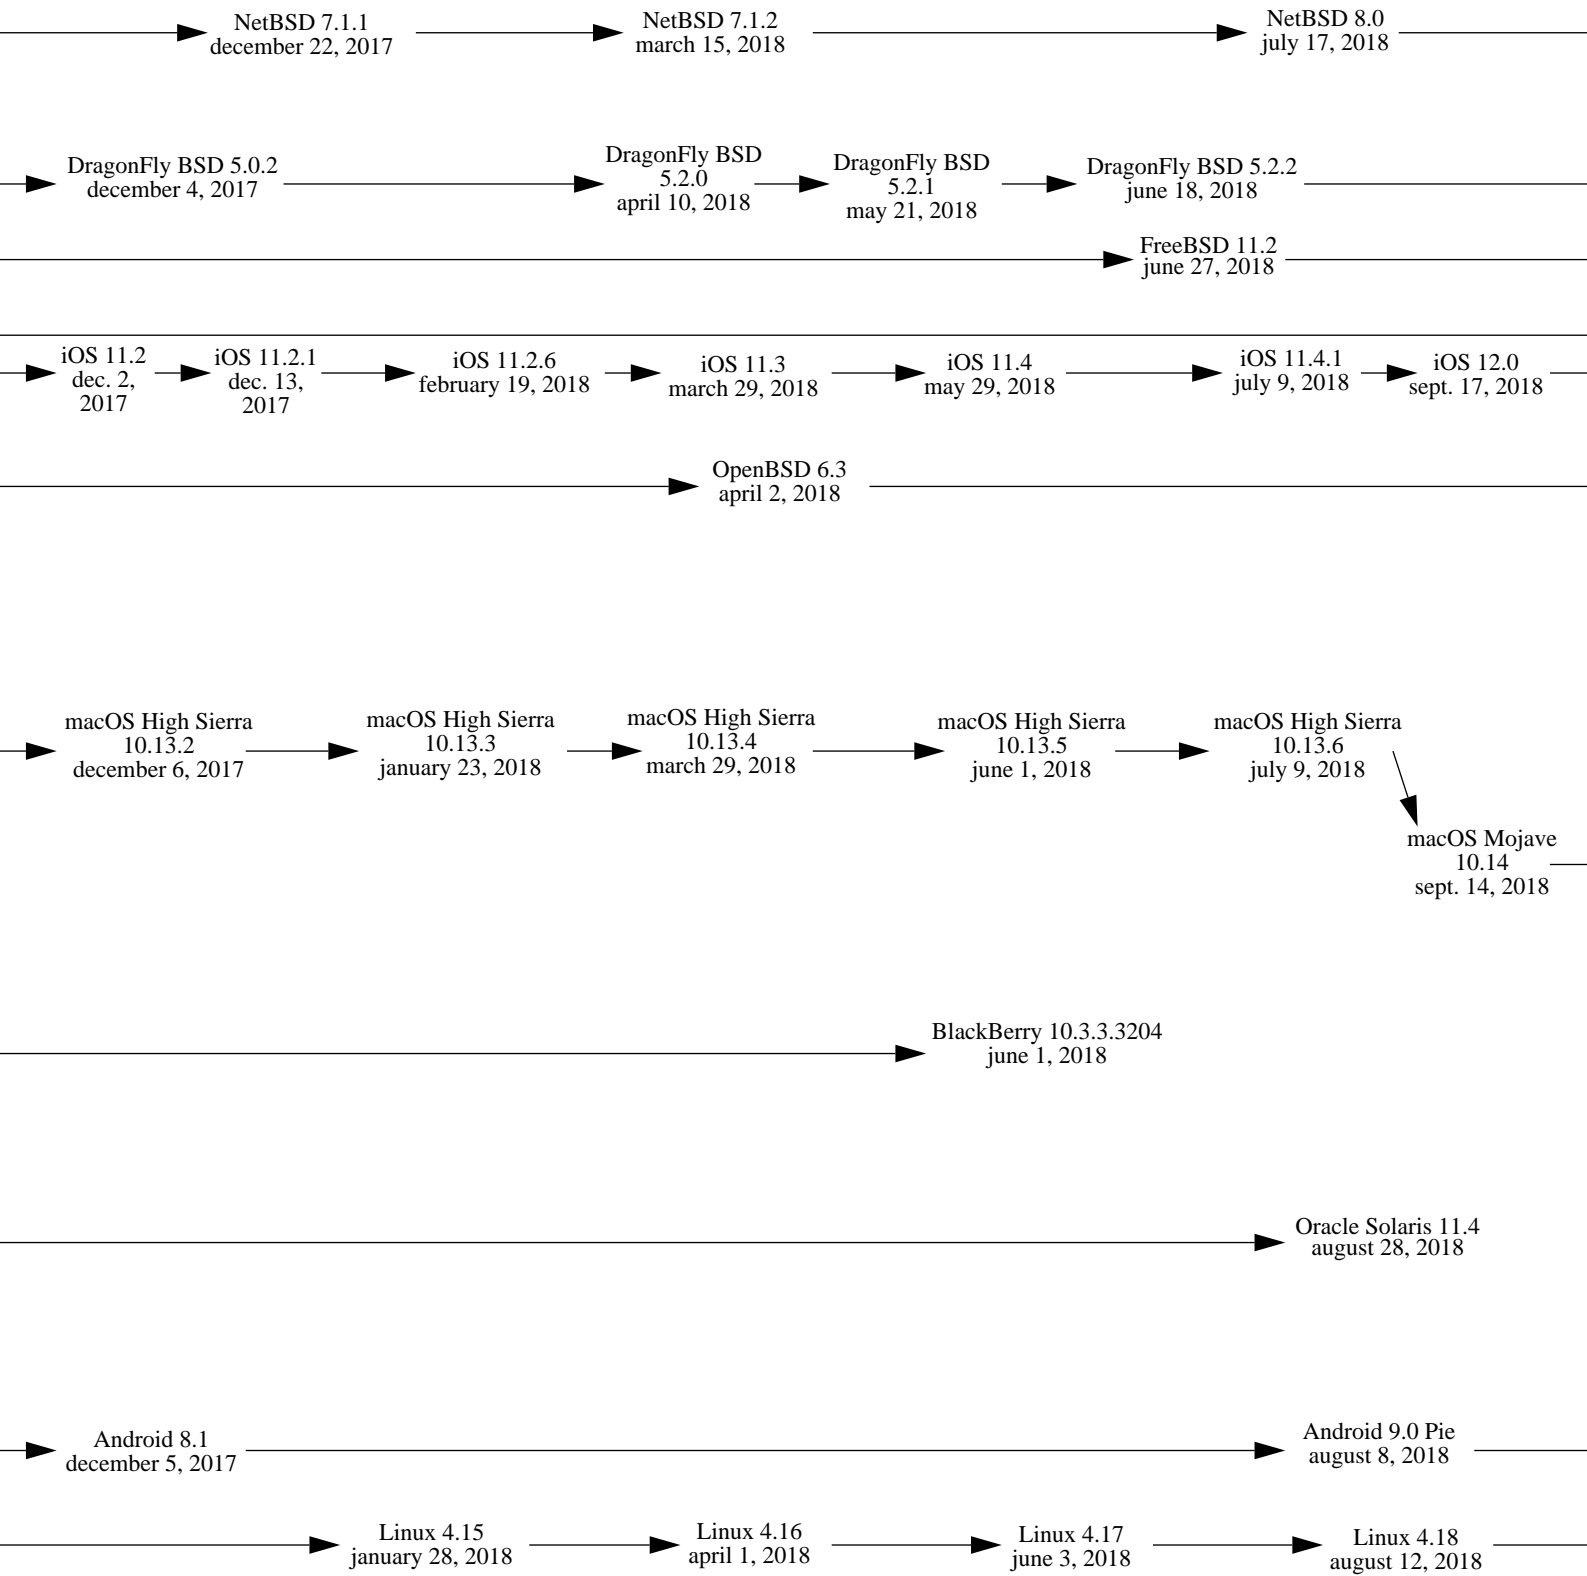 NetBSD 7.1.1
december 22, 2017
NetBSD 7.1.2
march 15, 2018
NetBSD 8.0
july 17, 2018
DragonFly BSD 5.0.2
december 4, 2017
DragonFly BSD
5.2.0
april 10, 2018
DragonFly BSD
5.2.1
may 21, 2018
DragonFly BSD 5.2.2
june 18, 2018
FreeBSD 11.2
june 27, 2018
iOS 11.2
dec. 2,
2017
iOS 11.2.1
dec. 13,
2017
iOS 11.2.6
february 19, 2018
iOS 11.3
march 29, 2018
iOS 11.4
may 29, 2018
iOS 11.4.1
july 9, 2018
iOS 12.0
sept. 17, 2018
OpenBSD 6.3
april 2, 2018
macOS High Sierra
10.13.2
december 6, 2017
macOS High Sierra
10.13.3
january 23, 2018
macOS High Sierra
10.13.4
march 29, 2018
macOS High Sierra
10.13.5
june 1, 2018
macOS High Sierra
10.13.6
july 9, 2018
macOS Mojave
10.14
sept. 14, 2018
BlackBerry 10.3.3.3204
june 1, 2018
Oracle Solaris 11.4
august 28, 2018
Android 8.1
december 5, 2017
Android 9.0 Pie
august 8, 2018
Linux 4.15
january 28, 2018
Linux 4.16
april 1, 2018
Linux 4.17
june 3, 2018
Linux 4.18
august 12, 2018